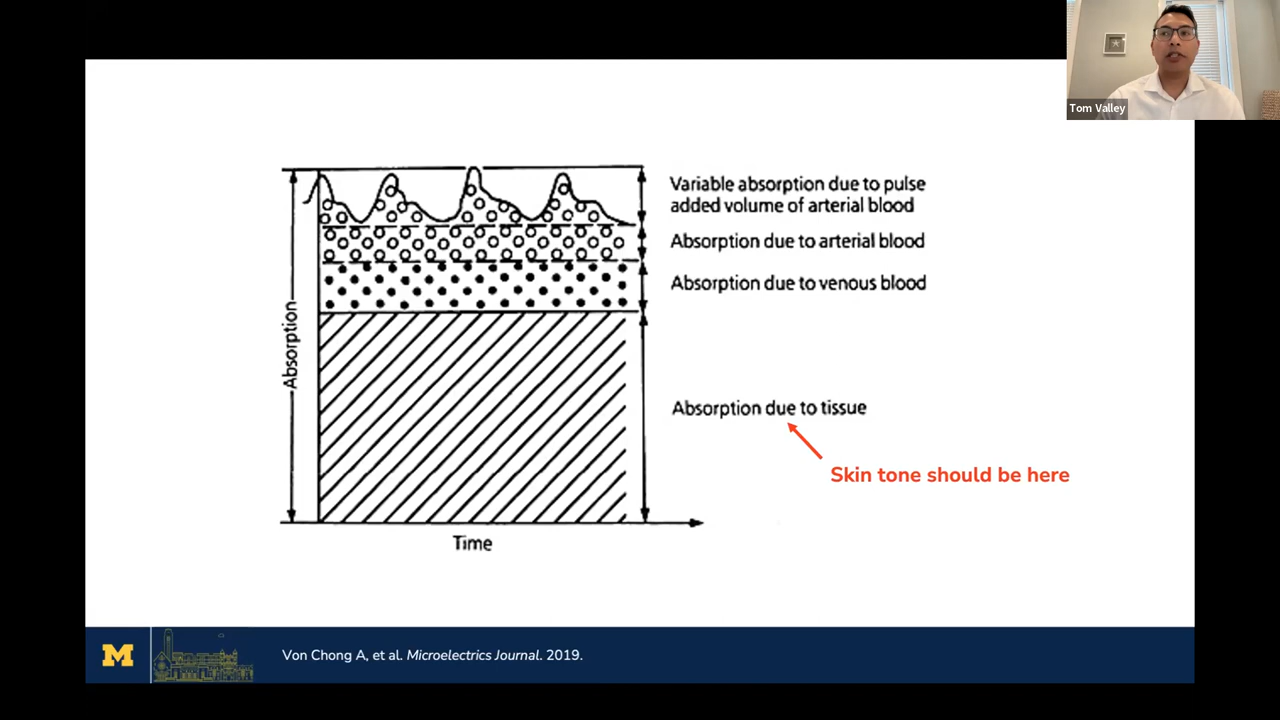 Tom Valley
Variable absorption due to pulse
added volume of arterial blood
Absorption due to arterial blood
Absorption due to venous blood
Absorption
Absorption due to tissue
Skin tone should be here
Time
M
Von Chong A, et al. Microelectrics Journal. 2019.